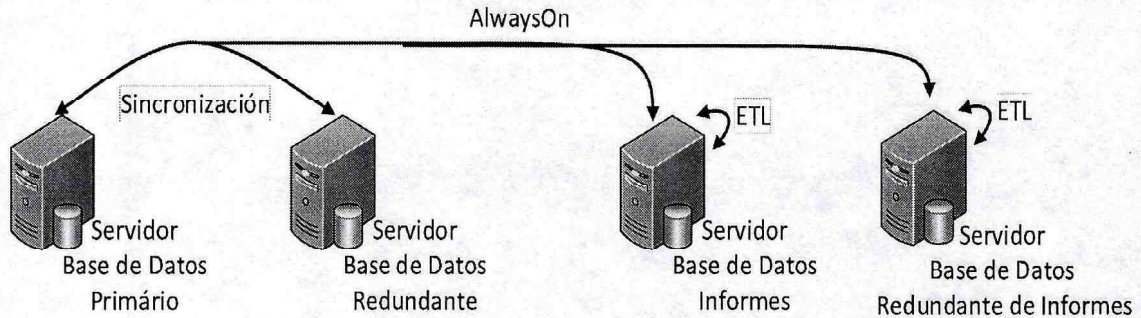 AlwaysOn
Sincronización
ETL
ETL
Servidor
Base de Datos
Primário
Servidor
Base de Datos
Redundante
Servidor
Base de Datos
Informes
Servidor
Base de Datos
Redundante de Informes